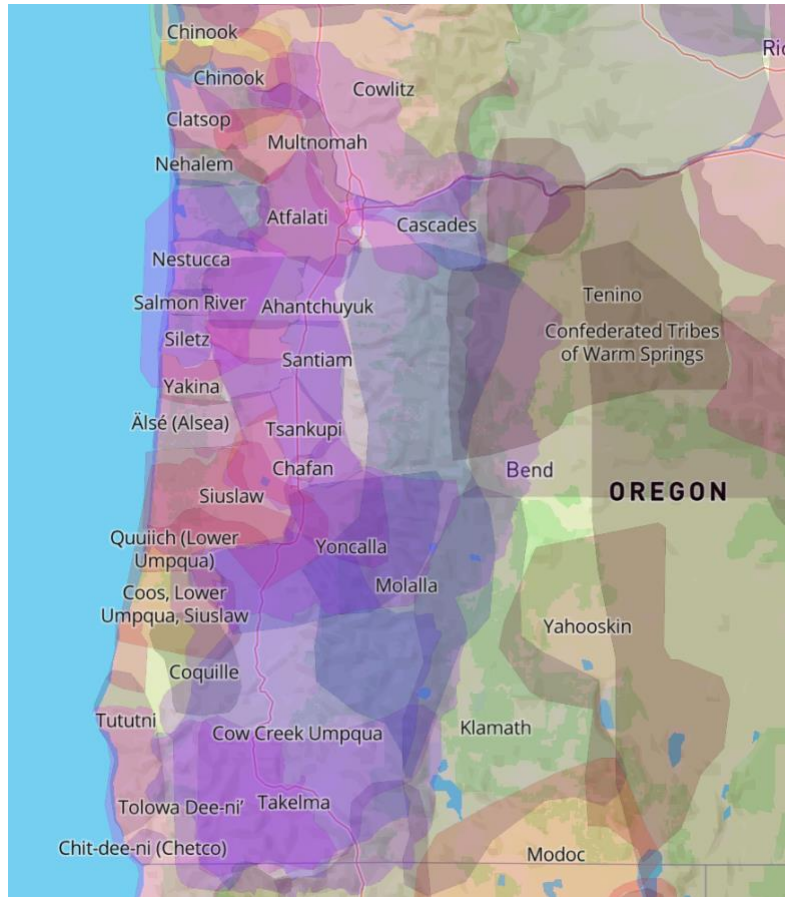 Chinook
Ric
Chinook
Cowlitz
Clatsop
Multnomah
Nehalem
Atfalati
Cascades
Nestucca
Tenino
Salmon River
Ahantchuyuk
Confederated Tribes
of Warm Springs
Siletz
Santiam
Yakina
Älsé (Alsea)
Tsankupi
Chafan
Bend
Siuslaw
OREGON
Quuiich (Lower
Umpqua)
Yoncalla
Coos, Lower
Umpqua, Siuslaw
Molalla
Yahooskin
Coquille
Tututni
Cow Creek Umpqua
Klamath
Tolowa Dee-ni’
Takelma
Chit-dee-ni (Chetco)
Modoc